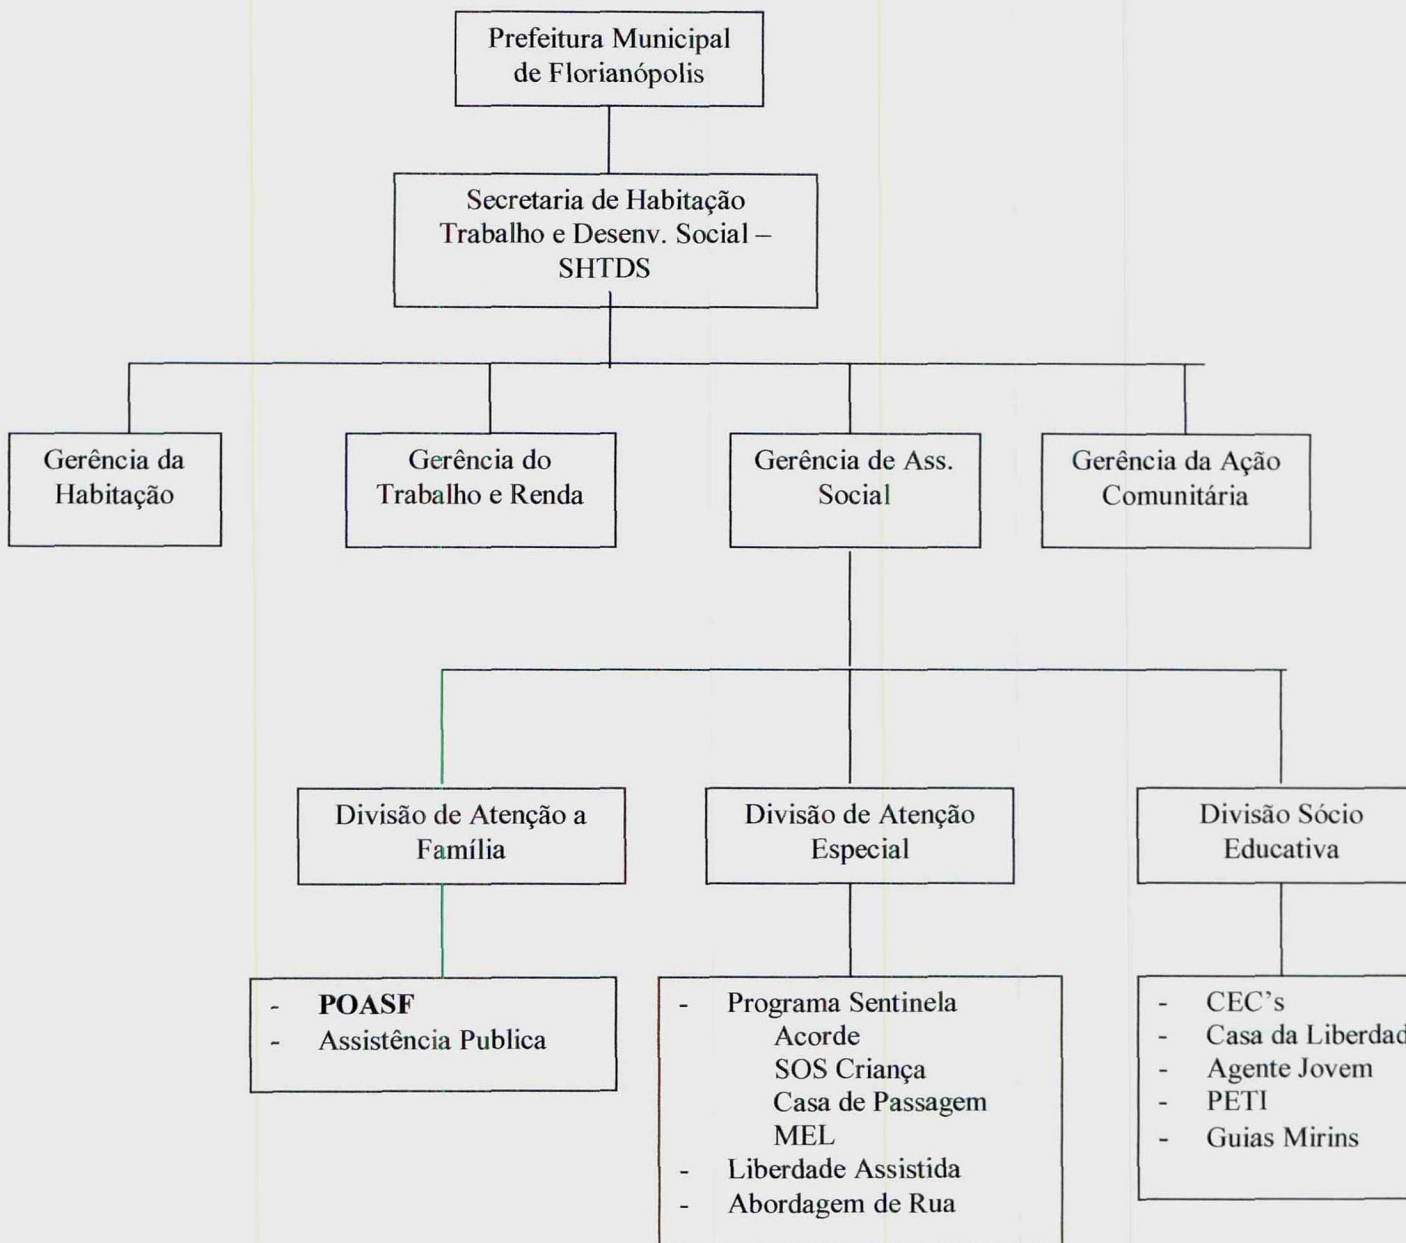 Prefeitura Municipal
de Florianópolis
Secretaria de Habitação
Trabalho e Desenv. Social –
SHTDS
Gerência da
Habitação
Gerência do
Trabalho e Renda
Gerência de Ass.
Social
Gerência da Ação
Comunitária
Divisão de Atenção a
Família
Divisão de Atenção
Especial
Divisão Sócio
Educativa
- POASF
- Assistência Publica
- Programa Sentinela
Acorde
SOS Criança
Casa de Passagem
MEL
- Liberdade Assistida
- Abordagem de Rua
- CEC's
- Casa da Liberdad
- Agente Jovem
- PETI
- Guias Mirins